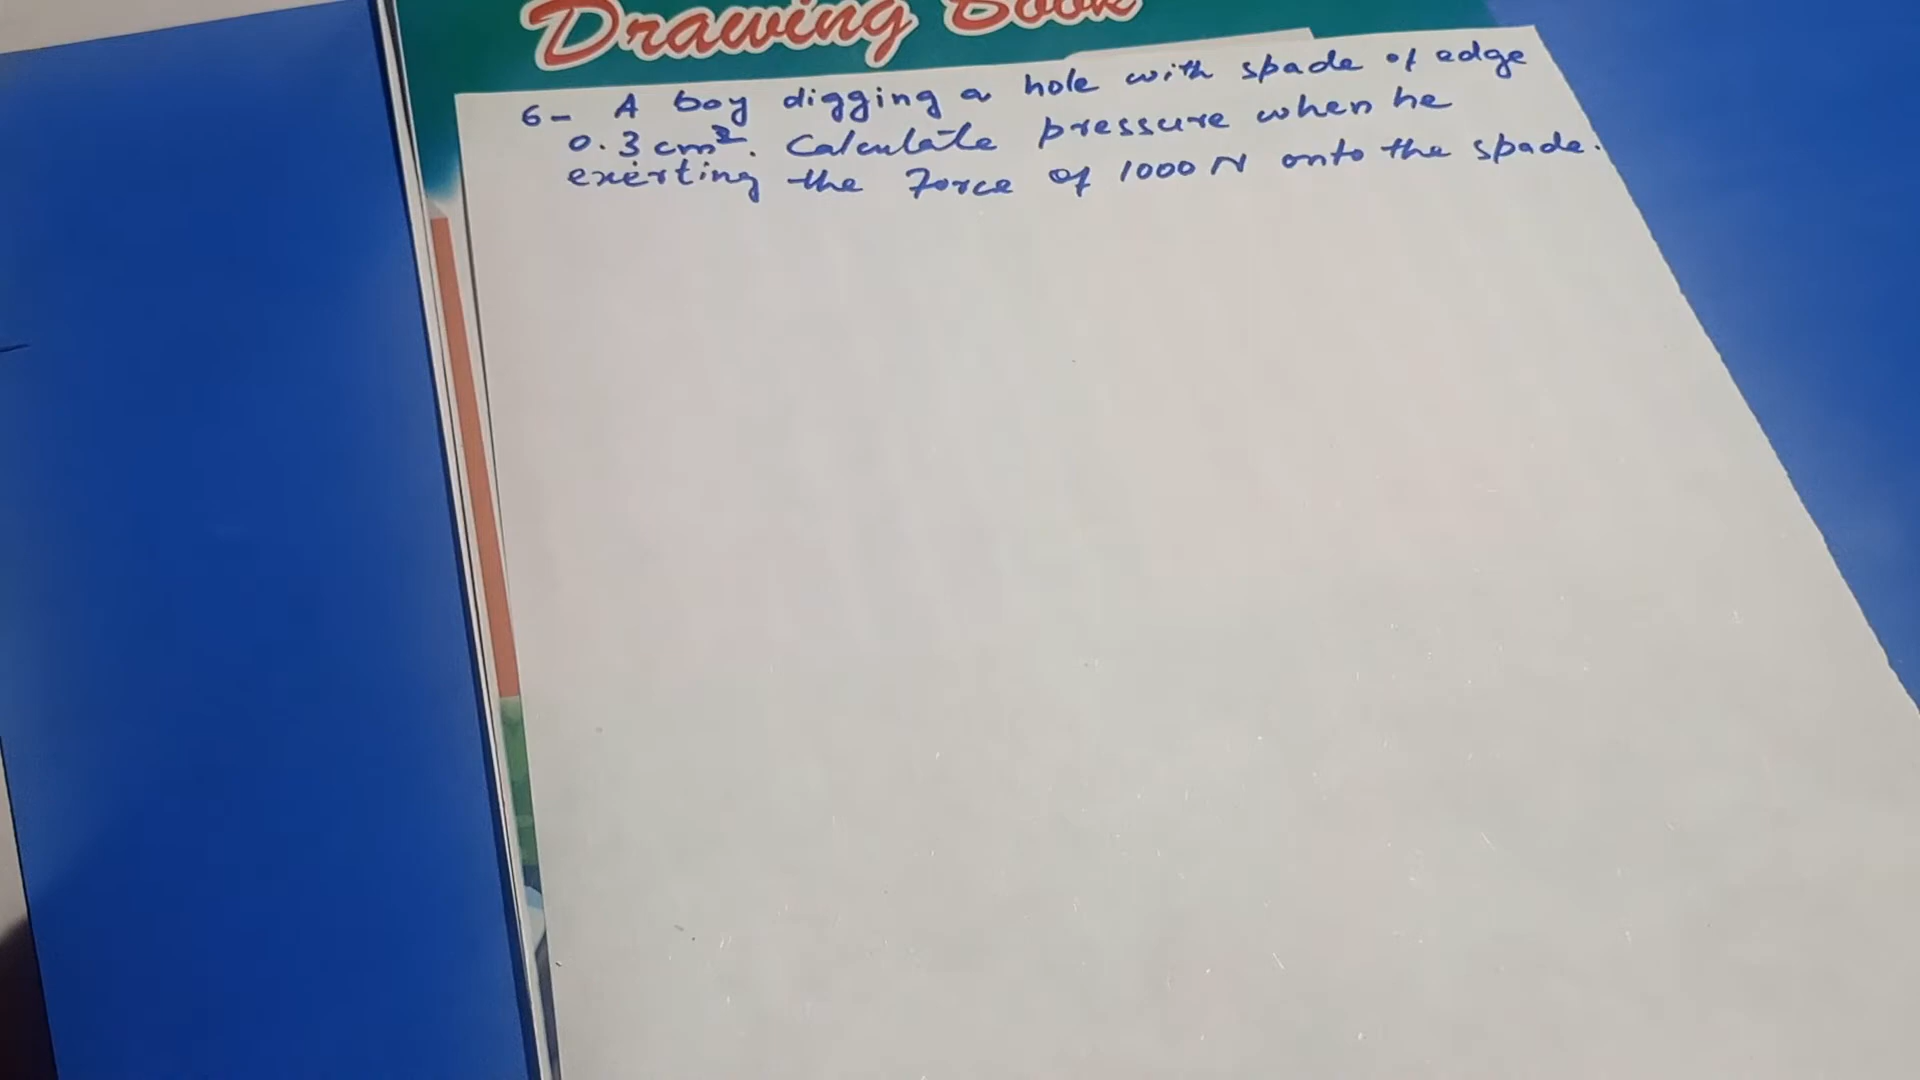 Drawing Book
6- A boy digging a hole with spade of edge
0.3 cm². Calculate pressure when he
exerting the Force of 1000 N onto the spade.